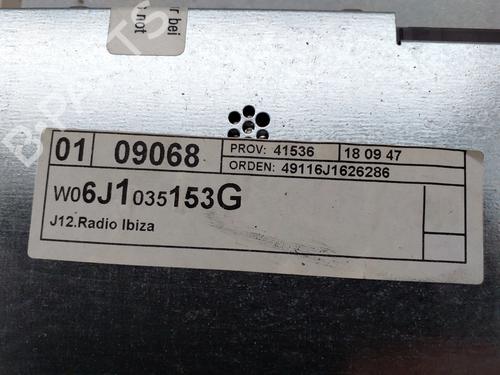 r bei
not
01 09068 PROV: 41536 18 09 47
ORDEN: 49116J1626286
W06J1035153G
J12.Radio Ibiza